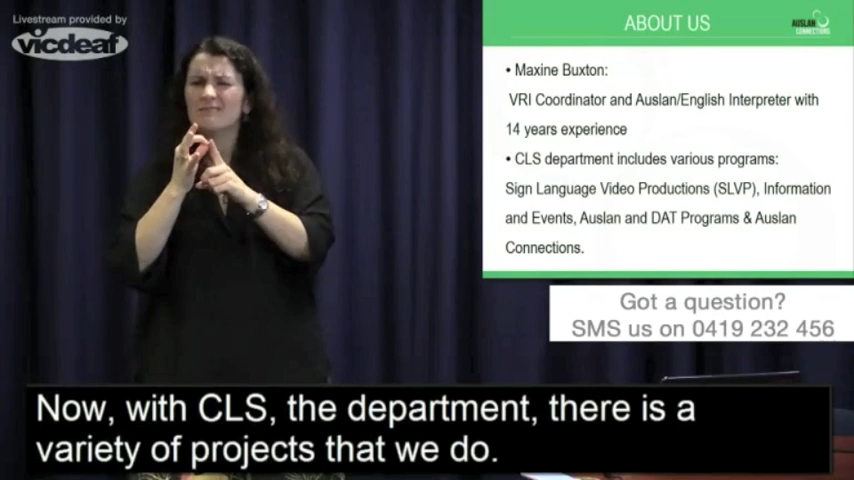 Livestream provided by
vicdeaf
ABOUT US
AUSLAN
CONNECTIONS
• Maxine Buxton:
VRI Coordinator and Auslan/English Interpreter with
14 years experience
• CLS department includes various programs:
Sign Language Video Productions (SLVP), Information
and Events, Auslan and DAT Programs & Auslan
Connections.
Got a question?
SMS us on 0419 232 456
Now, with CLS, the department, there is a
variety of projects that we do.